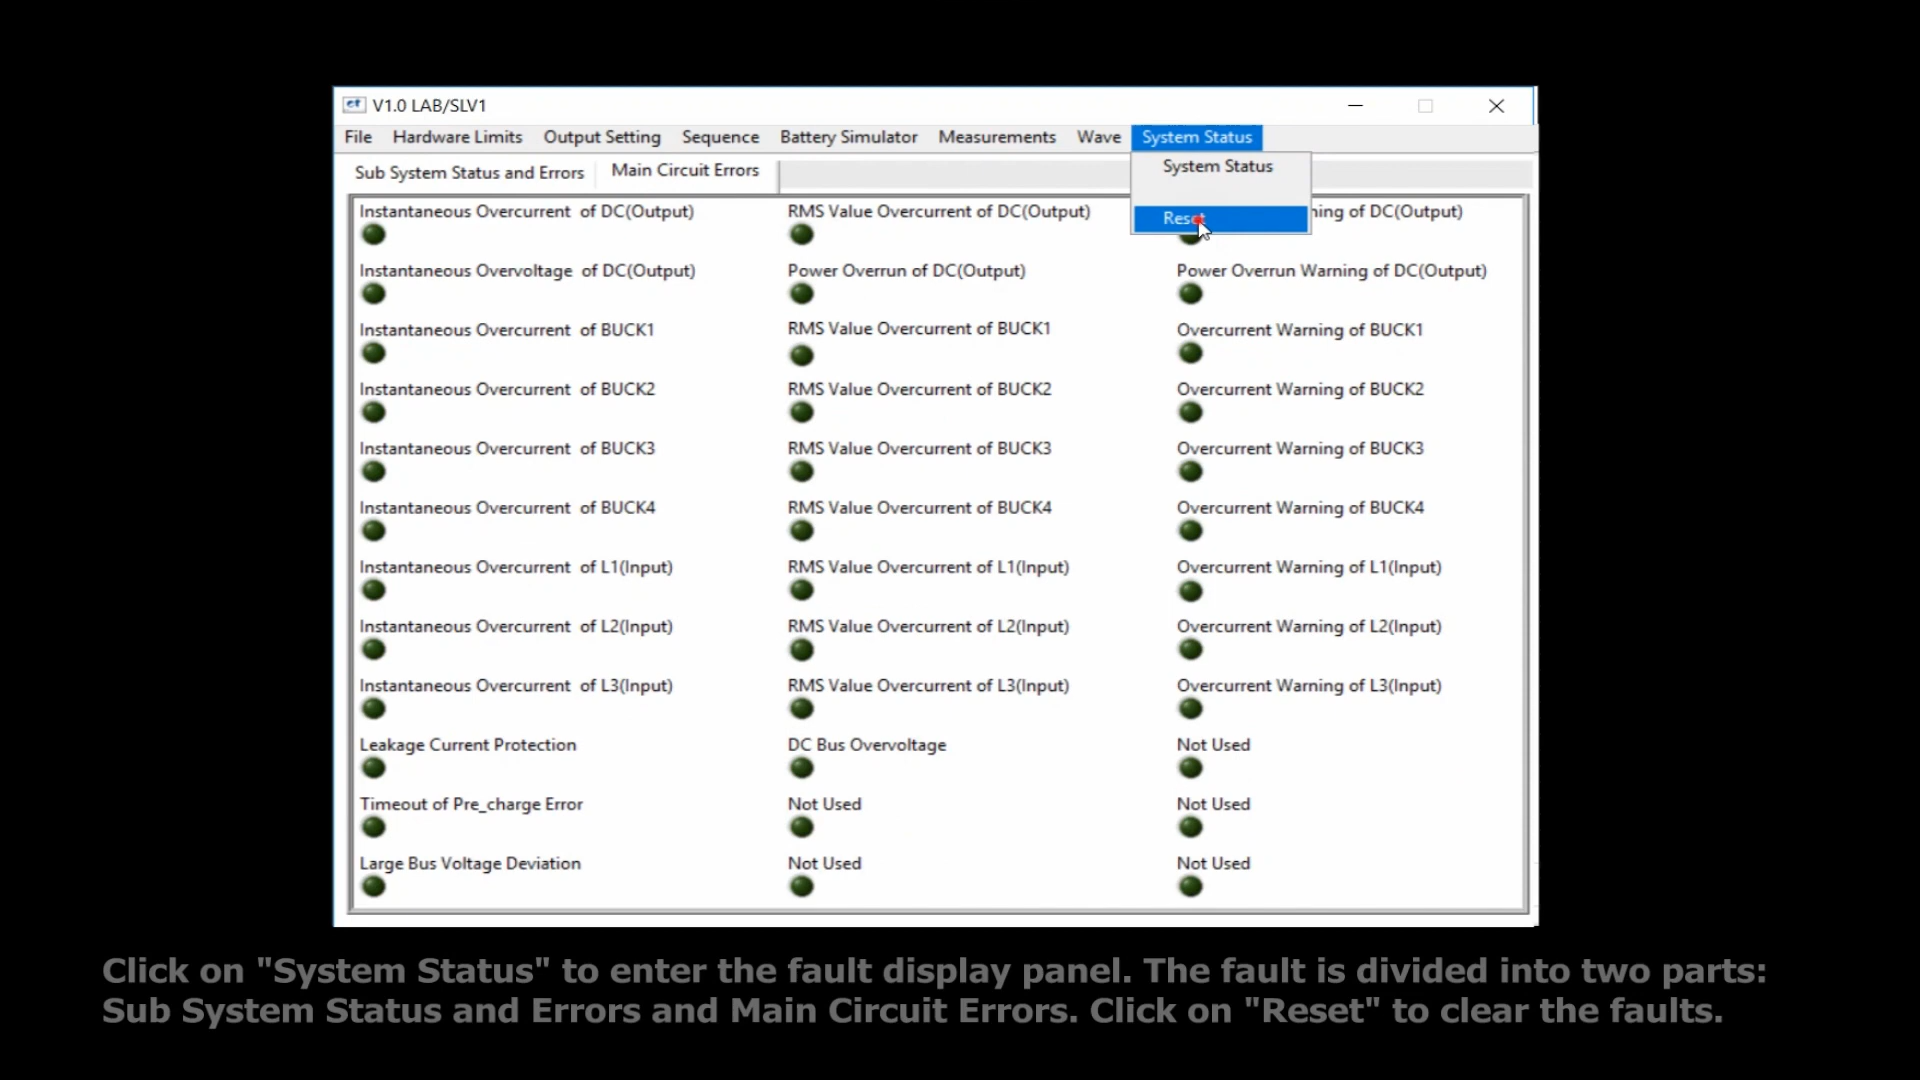 V1.0 LAB/SLV1
File Hardware Limits Output Setting Sequence Battery Simulator Measurements Wave System Status
Sub System Status and Errors Main Circuit Errors
System Status
Reset
Instantaneous Overcurrent of DC(Output) RMS Value Overcurrent of DC(Output) of DC(Output)
Instantaneous Overvoltage of DC(Output) Power Overrun of DC(Output) Power Overrun Warning of DC(Output)
Instantaneous Overcurrent of BUCK1 RMS Value Overcurrent of BUCK1 Overcurrent Warning of BUCK1
Instantaneous Overcurrent of BUCK2 RMS Value Overcurrent of BUCK2 Overcurrent Warning of BUCK2
Instantaneous Overcurrent of BUCK3 RMS Value Overcurrent of BUCK3 Overcurrent Warning of BUCK3
Instantaneous Overcurrent of BUCK4 RMS Value Overcurrent of BUCK4 Overcurrent Warning of BUCK4
Instantaneous Overcurrent of L1(Input) RMS Value Overcurrent of L1(Input) Overcurrent Warning of L1(Input)
Instantaneous Overcurrent of L2(Input) RMS Value Overcurrent of L2(Input) Overcurrent Warning of L2(Input)
Instantaneous Overcurrent of L3(Input) RMS Value Overcurrent of L3(Input) Overcurrent Warning of L3(Input)
Leakage Current Protection DC Bus Overvoltage Not Used
Timeout of Pre_charge Error Not Used Not Used
Large Bus Voltage Deviation Not Used Not Used
Click on "System Status" to enter the fault display panel. The fault is divided into two parts:
Sub System Status and Errors and Main Circuit Errors. Click on "Reset" to clear the faults.